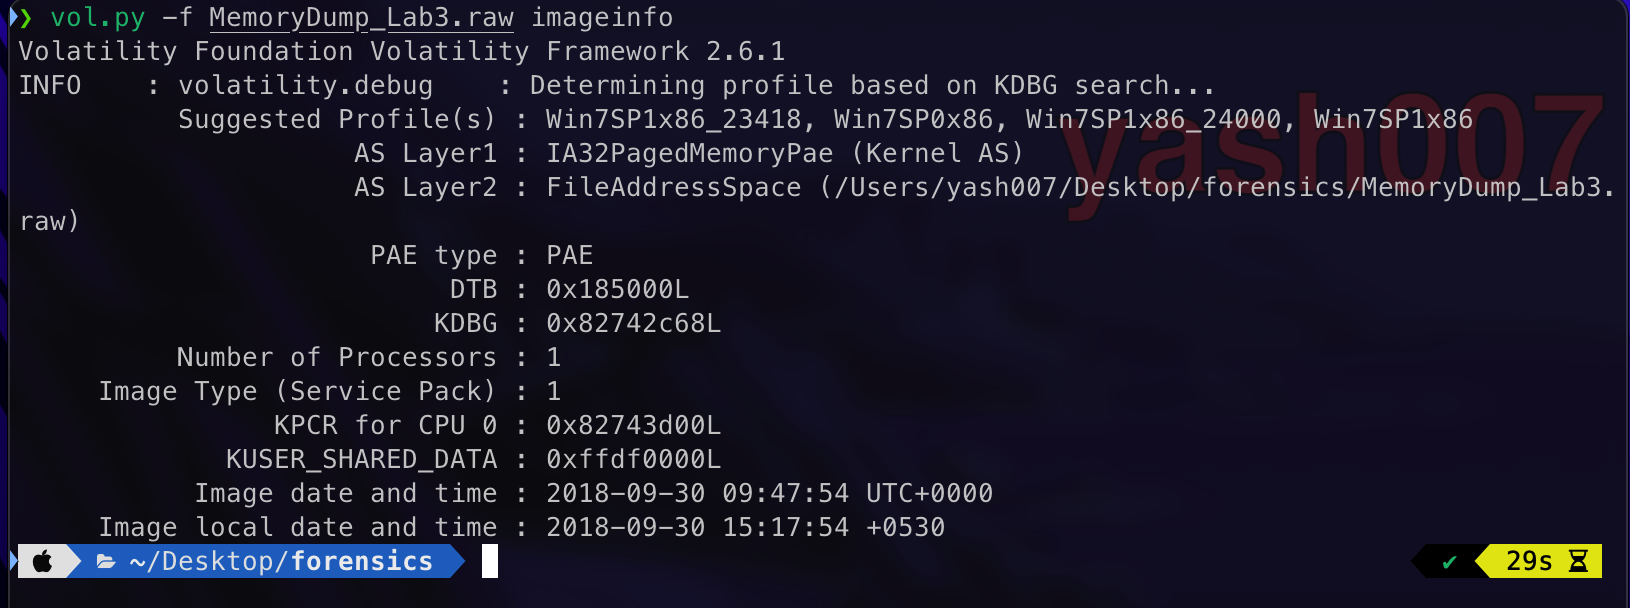 ❯ vol.py -f MemoryDump_Lab3.raw imageinfo
Volatility Foundation Volatility Framework 2.6.1
INFO    : volatility.debug    : Determining profile based on KDBG search...
          Suggested Profile(s) : Win7SP1x86_23418, Win7SP0x86, Win7SP1x86_24000, Win7SP1x86
                     AS Layer1 : IA32PagedMemoryPae (Kernel AS)
                     AS Layer2 : FileAddressSpace (/Users/yash007/Desktop/forensics/MemoryDump_Lab3.
raw)
                      PAE type : PAE
                           DTB : 0x185000L
                          KDBG : 0x82742c68L
          Number of Processors : 1
     Image Type (Service Pack) : 1
                KPCR for CPU 0 : 0x82743d00L
             KUSER_SHARED_DATA : 0xffdf0000L
           Image date and time : 2018-09-30 09:47:54 UTC+0000
     Image local date and time : 2018-09-30 15:17:54 +0530
~/Desktop/forensics ✔ 29s
yash007